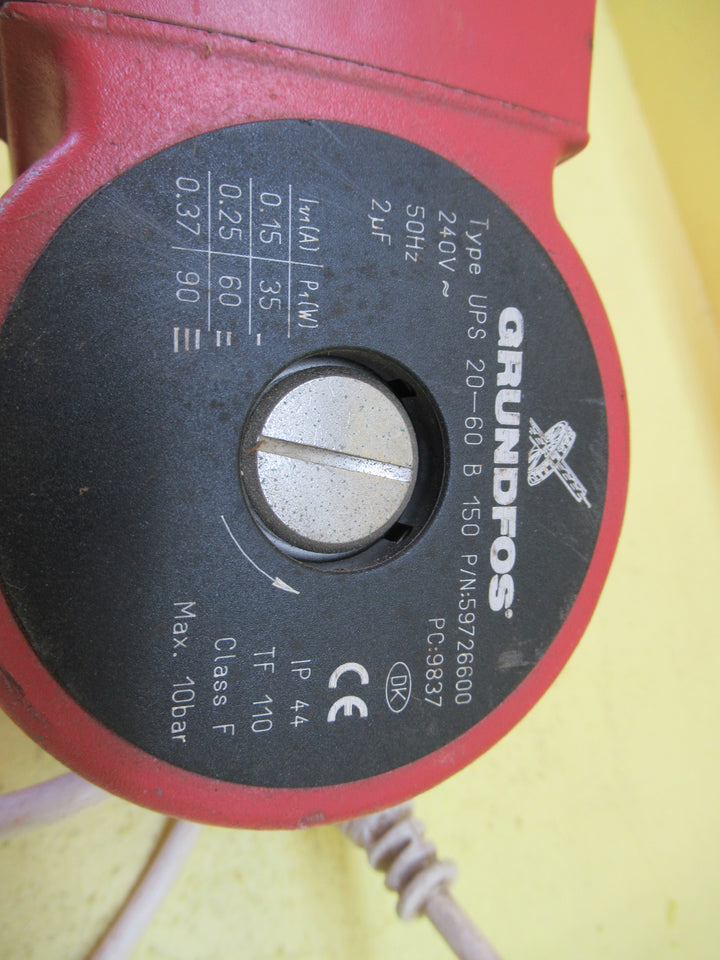 GRUNDFOS®
Type UPS 20-60 B 150 P/N:59726600
240V ~ PC:9837
50Hz
2µF
DK
CE
I1/1(A) P1(W)
0.15 35 -
0.25 60 =
0.37 90 ≡
IP 44
TF 110
Class F
Max. 10bar